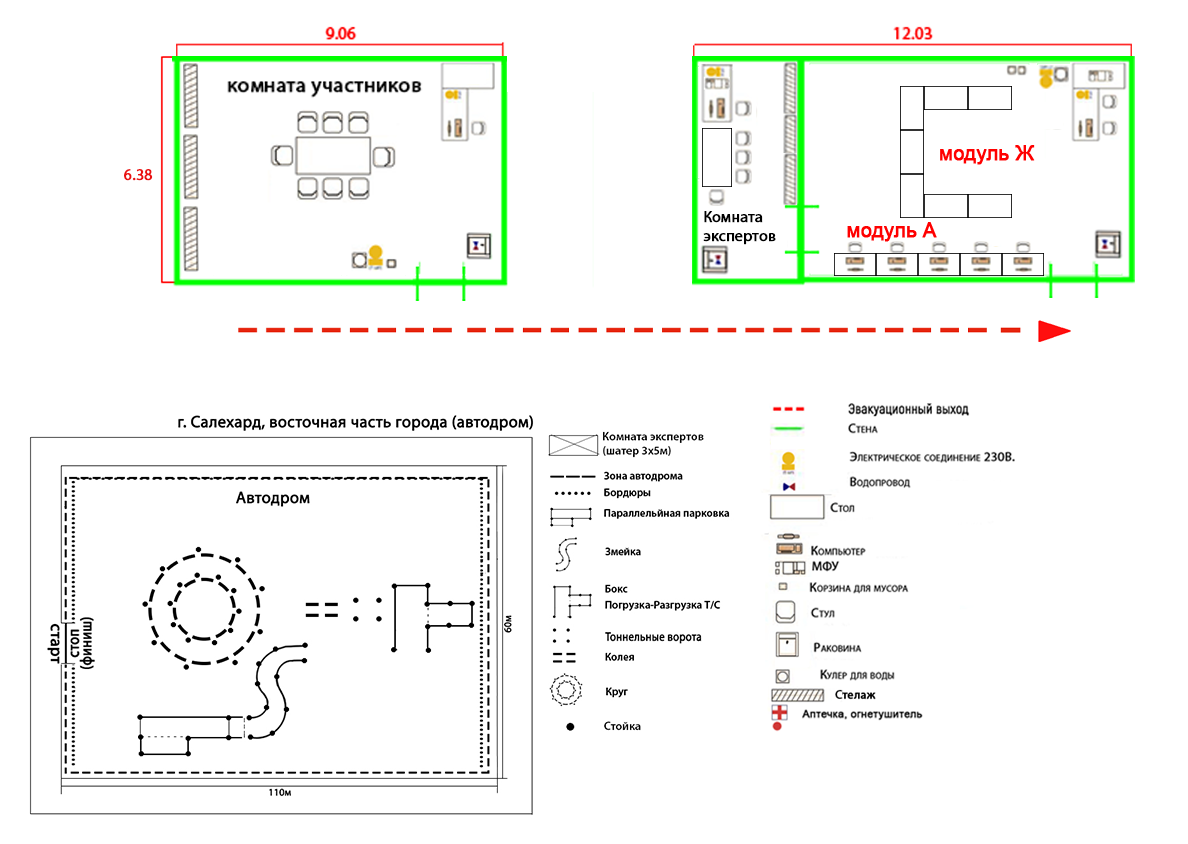 9.06
12.03
комната участников
6.38
модуль Ж
Комната
экспертов
модуль А
г. Салехард, восточная часть города (автодром)
Автодром
старт
стоп
(финиш)
60м
110м
Комната экспертов
(шатер 3х5м)
Зона автодрома
Бордюры
Параллельйная парковка
Змейка
Бокс
Погрузка-Разгрузка Т/С
Тоннельные ворота
Колея
Круг
Стойка
Эвакуационный выход
Стена
Электрическое соединение 230В.
Водопровод
Стол
Компьютер
МФУ
Корзина для мусора
Стул
Раковина
Кулер для воды
Стелаж
Аптечка, огнетушитель